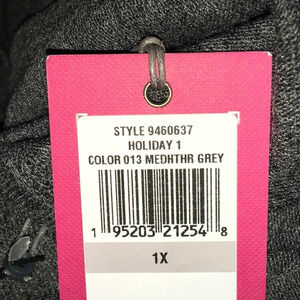 STYLE 9460637
HOLIDAY 1
COLOR 013 MEDHTHR GREY
1 95203 21254 8
1X